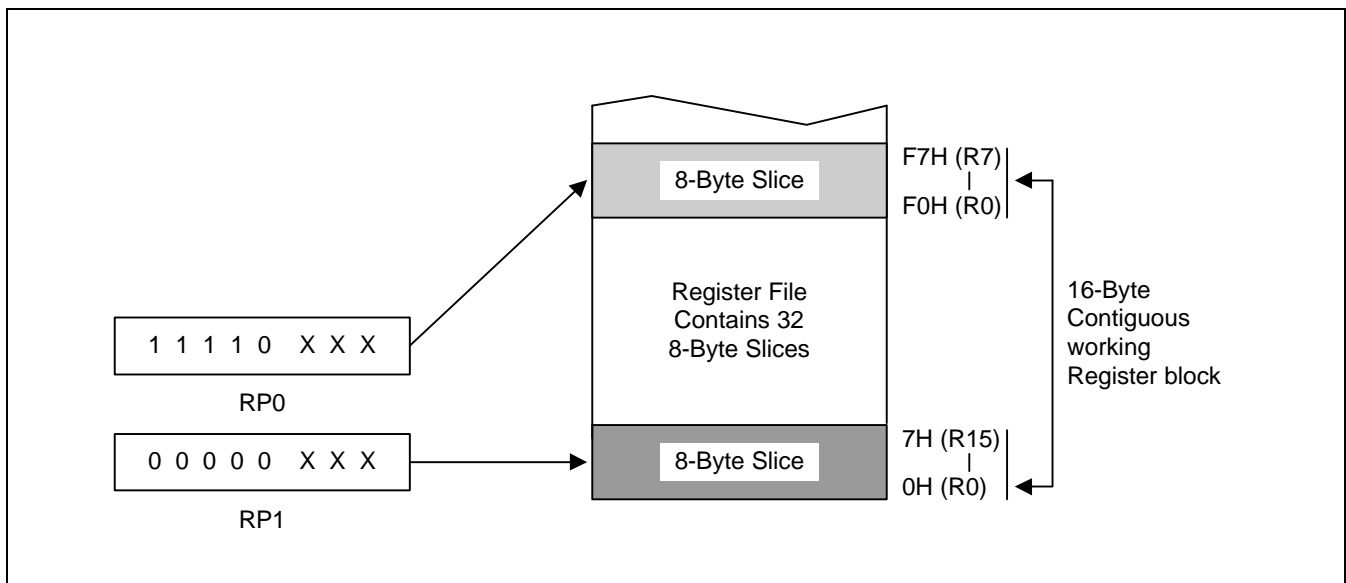 8-Byte Slice
F7H (R7)
F0H (R0)
Register File
Contains 32
8-Byte Slices
16-Byte
Contiguous
working
Register block
1 1 1 1 0 X X X
RP0
0 0 0 0 0 X X X
RP1
8-Byte Slice
7H (R15)
0H (R0)